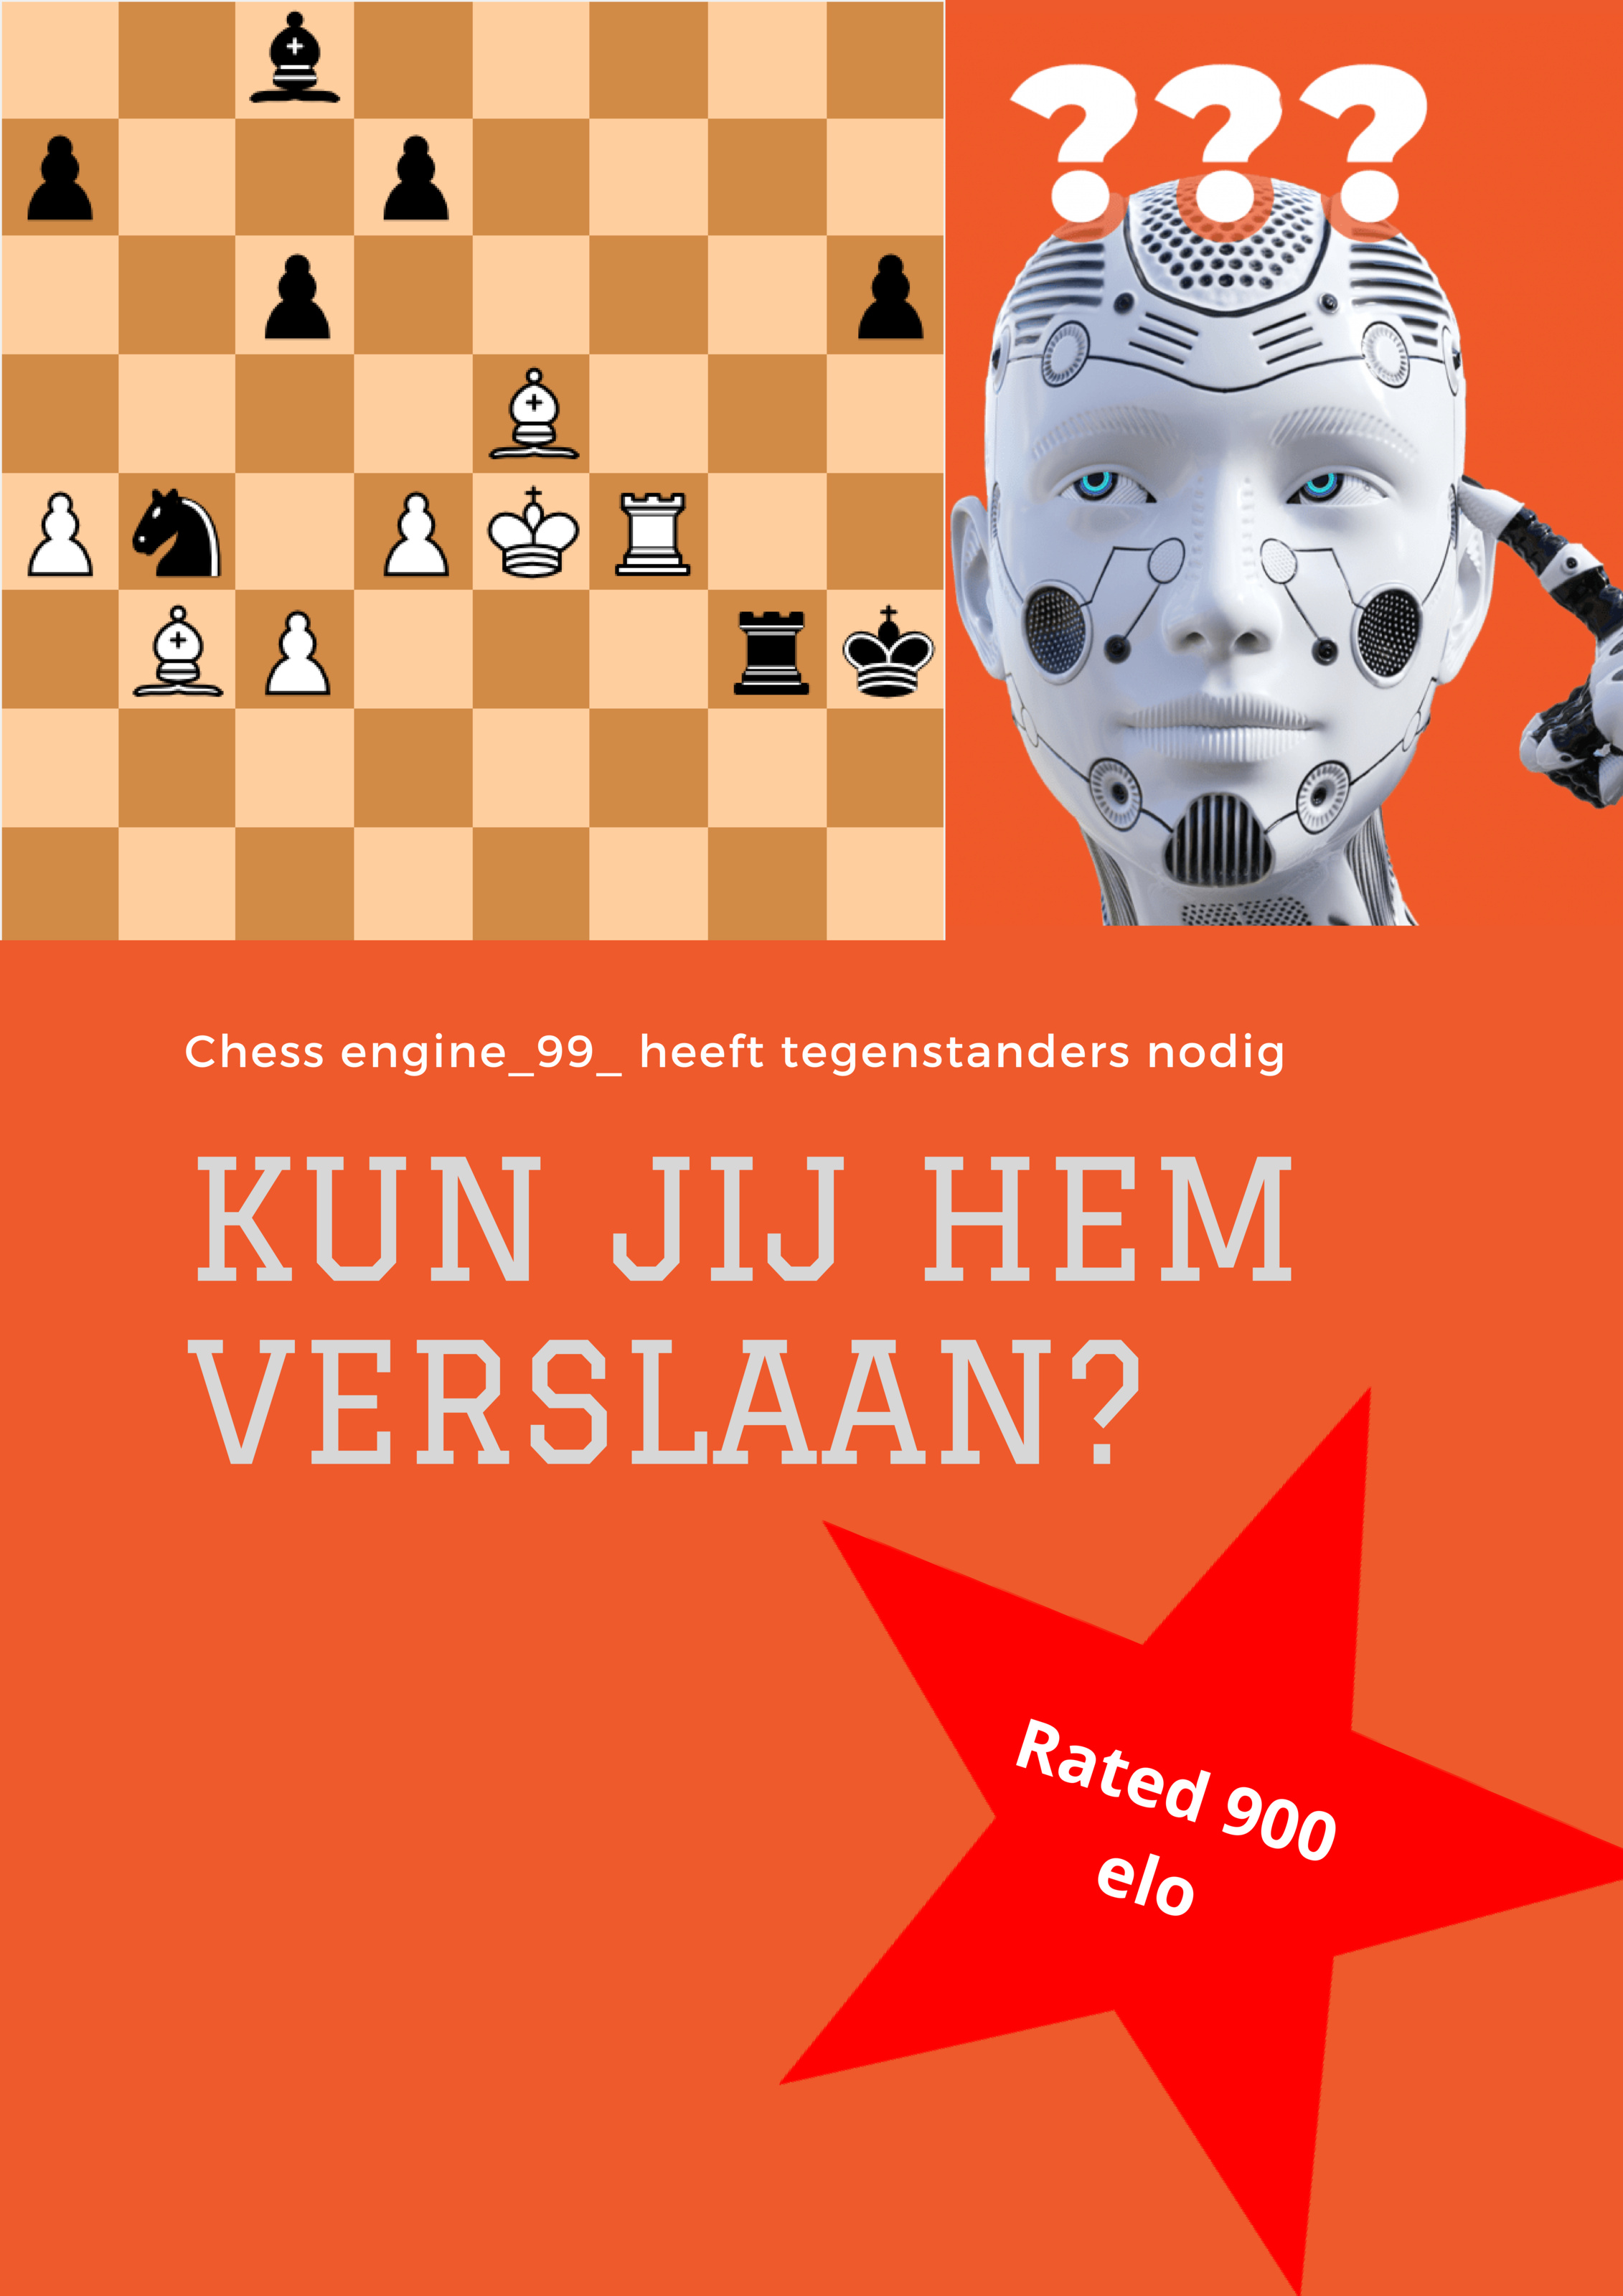 ???
Chess engine_99_ heeft tegenstanders nodig
KUN JIJ HEM
VERSLAAN?
Rated 900
elo